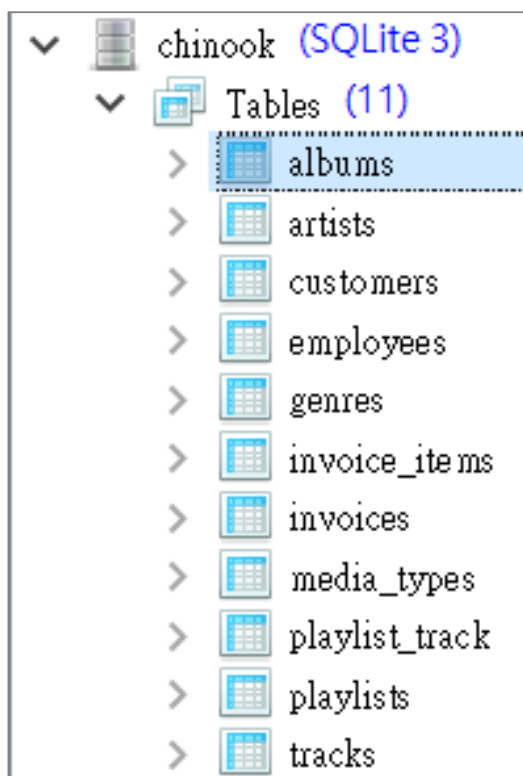 chinook (SQLite 3)
Tables (11)
albums
artists
customers
employees
genres
invoice_items
invoices
media_types
playlist_track
playlists
tracks